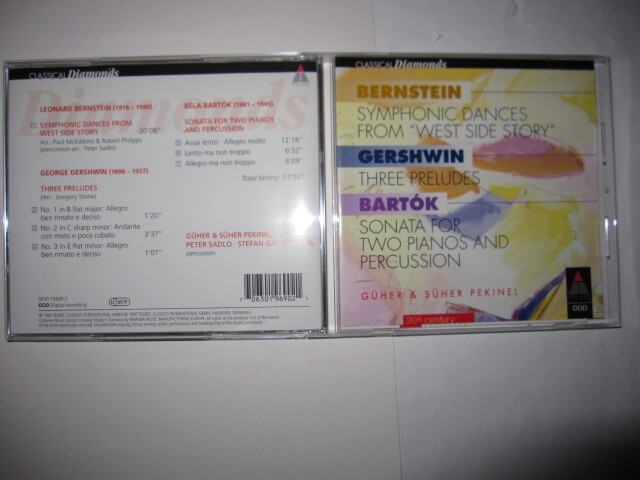 CLASSICAL Diamonds
LEONARD BERNSTEIN (1918 – 1990)
SYMPHONIC DANCES FROM
WEST SIDE STORY 20'08"
Arr.: Paul McKibbins & Robert Philipps
percussion arr.: Peter Sadlo
GEORGE GERSHWIN (1898 – 1937)
THREE PRELUDES
(Arr.: Gregory Stone)
No. 1 in B flat major: Allegro
ben rimato e deciso 1'20"
No. 2 in C sharp minor: Andante
con moto e poco rubato 3'37"
No. 3 in E flat minor: Allegro
ben rimato e deciso 1'07"
BÉLA BARTÓK (1881 – 1945)
SONATA FOR TWO PIANOS
AND PERCUSSION
Assai lento · Allegro molto 12'18"
Lento ma non troppo 6'32"
Allegro ma non troppo 6'09"
Total timing:
GÜHER & SÜHER PEKINEL,
PETER SADLO · STEFAN
percussion
DDD Digital recording
7 06301 96902
CLASSICAL Diamonds
BERNSTEIN
SYMPHONIC DANCES
FROM "WEST SIDE STORY"
GERSHWIN
THREE PRELUDES
BARTÓK
SONATA FOR
TWO PIANOS AND
PERCUSSION
GÜHER & SÜHER PEKINEL
TELDEC
DDD
20th century